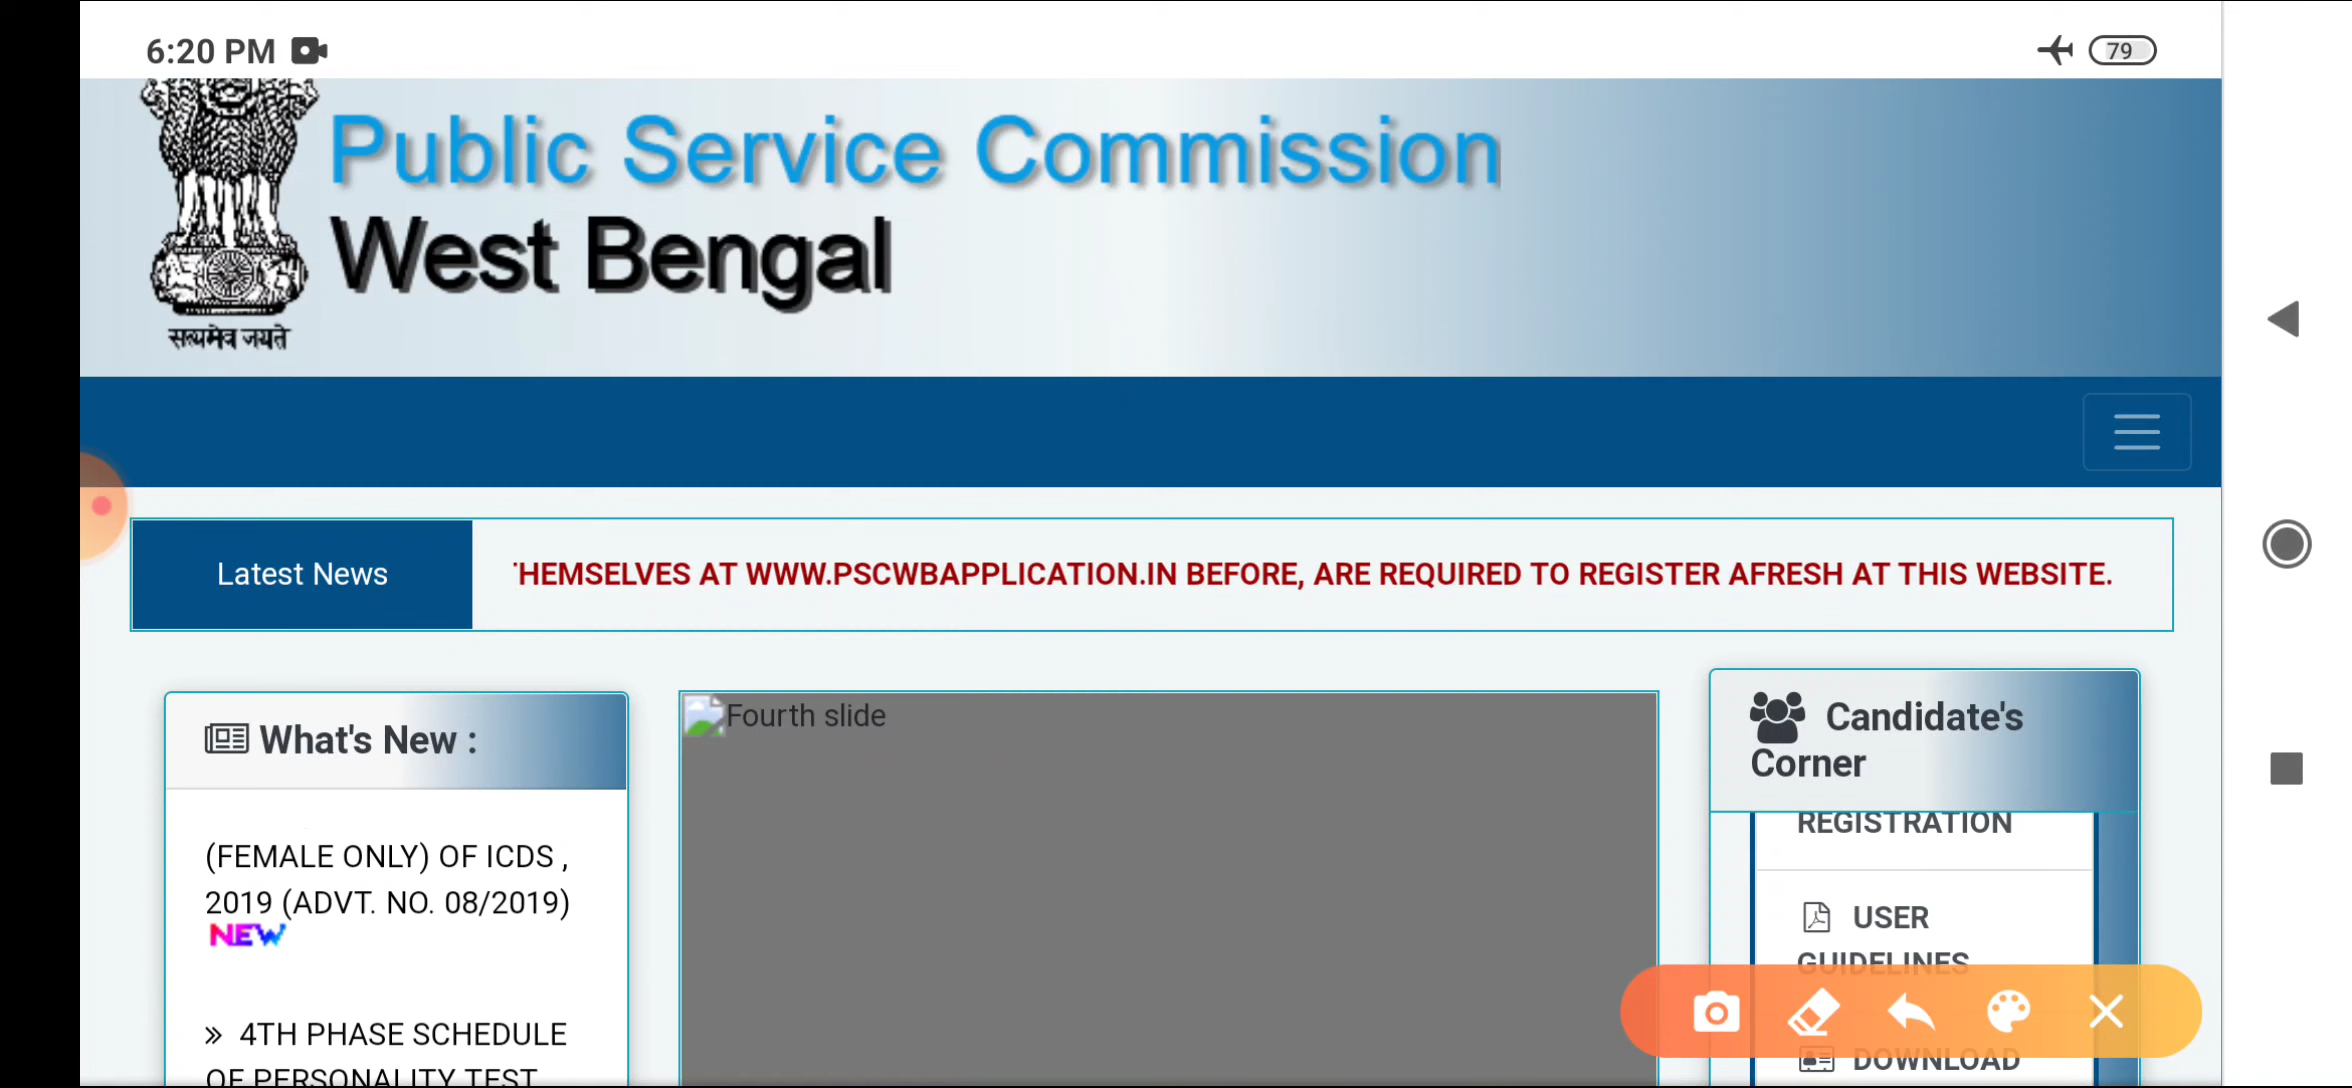 6:20 PM
79
Public Service Commission
West Bengal
सत्यमेव जयते
Latest News
HEMSELVES AT WWW.PSCWBAPPLICATION.IN BEFORE, ARE REQUIRED TO REGISTER AFRESH AT THIS WEBSITE.
What's New :
(FEMALE ONLY) OF ICDS ,
2019 (ADVT. NO. 08/2019)
NEW
» 4TH PHASE SCHEDULE
OF PERSONALITY TEST
Fourth slide
Candidate's
Corner
REGISTRATION
USER
GUIDELINES
DOWNLOAD